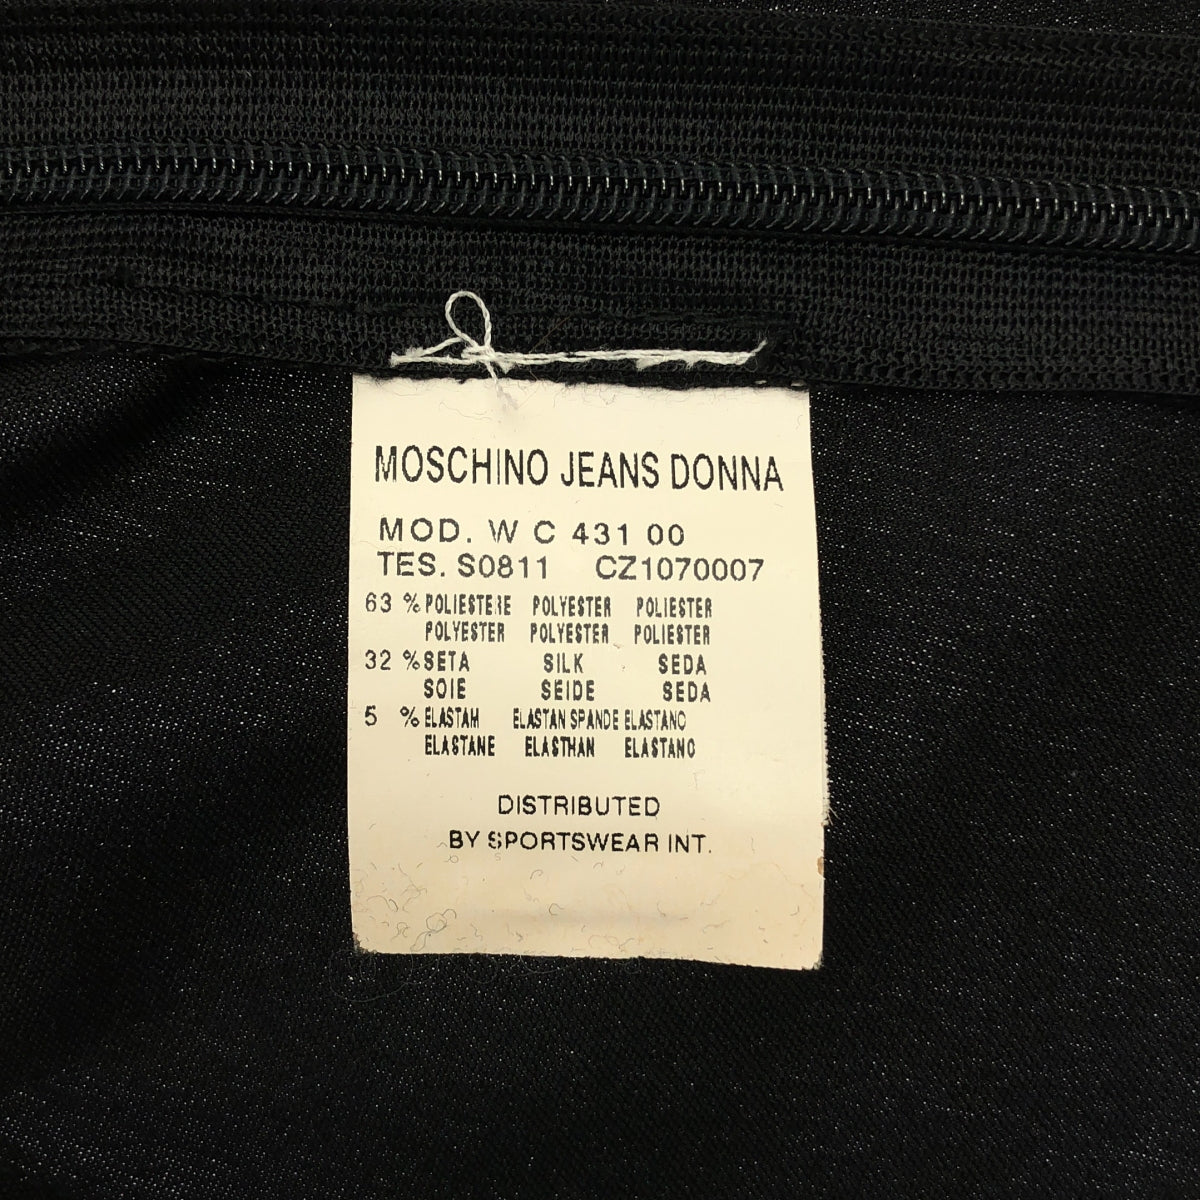 MOSCHINO JEANS DONNA
MOD. W C 431 00
TES. S0811 CZ1070007
63 % POLIESTERE POLYESTER POLIESTER
POLYESTER POLYESTER POLIESTER
32 % SETA SILK SEDA
SOIE SEIDE SEDA
5 % ELASTAM ELASTAN SPANDE ELASTANO
ELASTANE ELASTHAN ELASTANO
DISTRIBUTED
BY SPORTSWEAR INT.